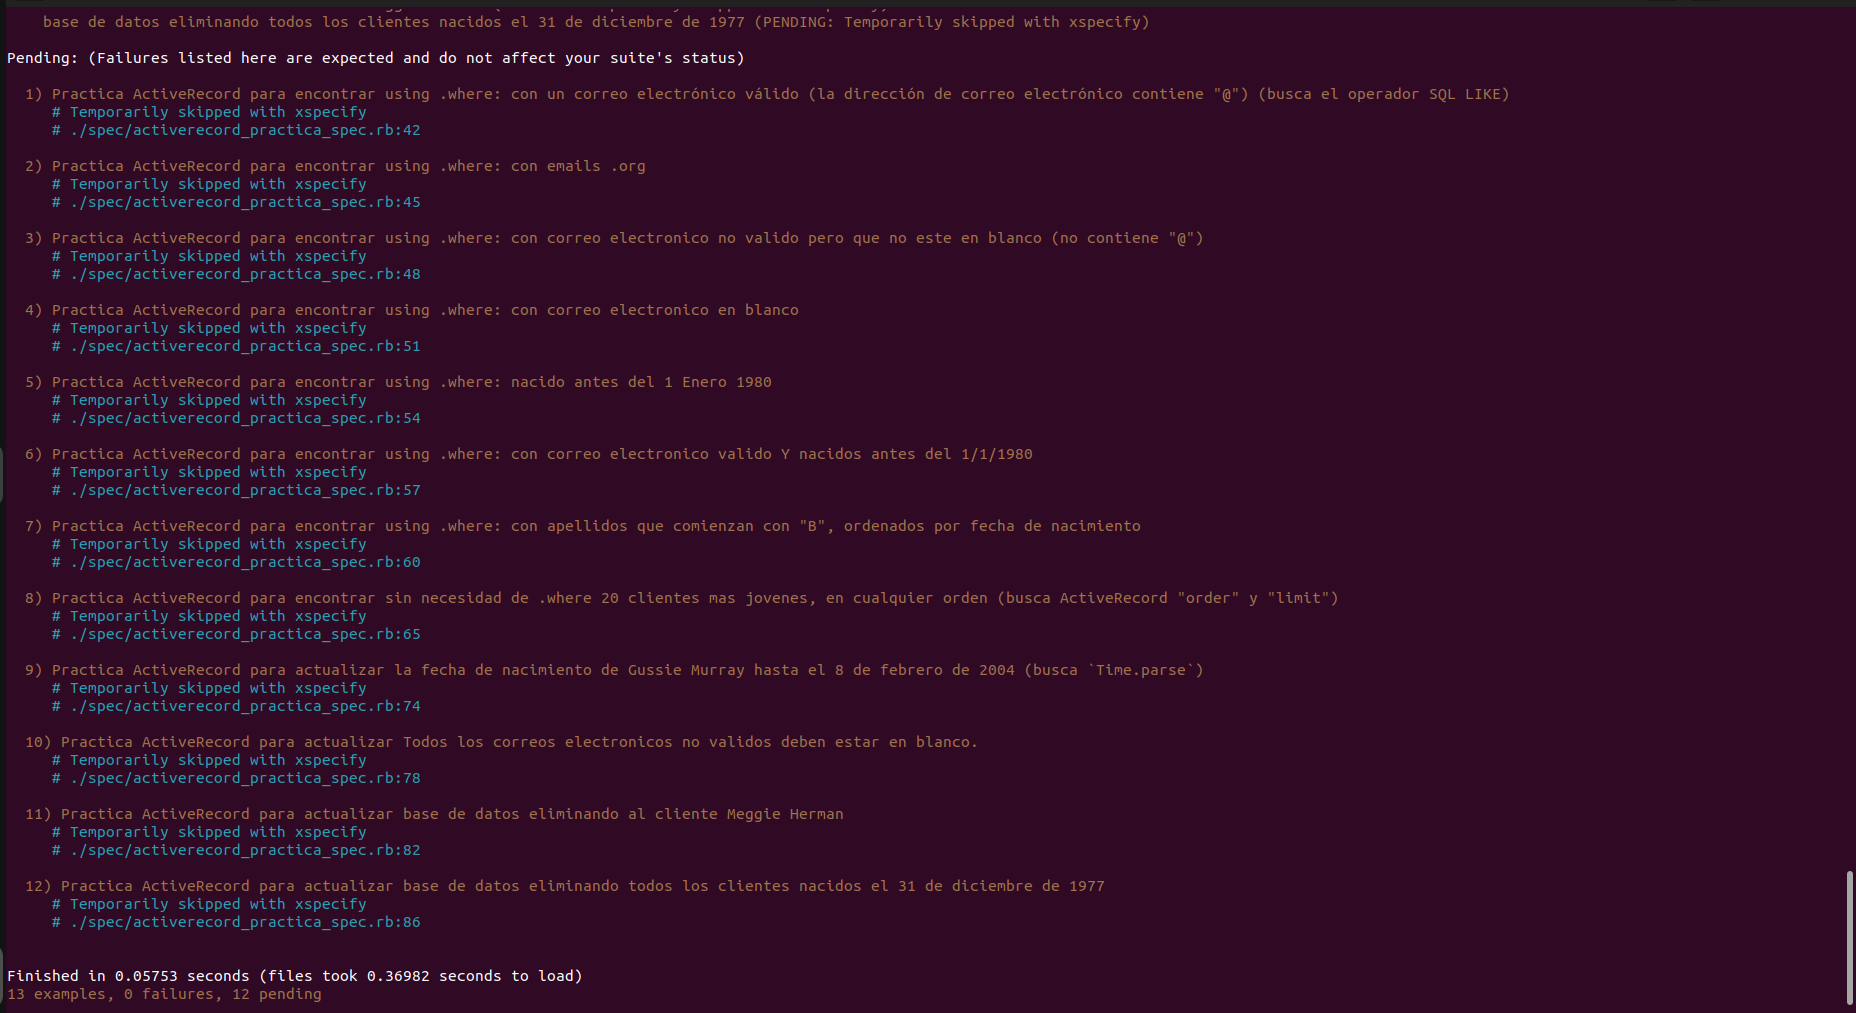 base de datos eliminando todos los clientes nacidos el 31 de diciembre de 1977 (PENDING: Temporarily skipped with xspecify)
Pending: (Failures listed here are expected and do not affect your suite's status)
1) Practica ActiveRecord para encontrar using .where: con un correo electrónico válido (la dirección de correo electrónico contiene "@") (busca el operador SQL LIKE)
# Temporarily skipped with xspecify
# ./spec/activerecord_practica_spec.rb:42
2) Practica ActiveRecord para encontrar using .where: con emails .org
# Temporarily skipped with xspecify
# ./spec/activerecord_practica_spec.rb:45
3) Practica ActiveRecord para encontrar using .where: con correo electronico no valido pero que no este en blanco (no contiene "@")
# Temporarily skipped with xspecify
# ./spec/activerecord_practica_spec.rb:48
4) Practica ActiveRecord para encontrar using .where: con correo electronico en blanco
# Temporarily skipped with xspecify
# ./spec/activerecord_practica_spec.rb:51
5) Practica ActiveRecord para encontrar using .where: nacido antes del 1 Enero 1980
# Temporarily skipped with xspecify
# ./spec/activerecord_practica_spec.rb:54
6) Practica ActiveRecord para encontrar using .where: con correo electronico valido Y nacidos antes del 1/1/1980
# Temporarily skipped with xspecify
# ./spec/activerecord_practica_spec.rb:57
7) Practica ActiveRecord para encontrar using .where: con apellidos que comienzan con "B", ordenados por fecha de nacimiento
# Temporarily skipped with xspecify
# ./spec/activerecord_practica_spec.rb:60
8) Practica ActiveRecord para encontrar sin necesidad de .where 20 clientes mas jovenes, en cualquier orden (busca ActiveRecord "order" y "limit")
# Temporarily skipped with xspecify
# ./spec/activerecord_practica_spec.rb:65
9) Practica ActiveRecord para actualizar la fecha de nacimiento de Gussie Murray hasta el 8 de febrero de 2004 (busca `Time.parse`)
# Temporarily skipped with xspecify
# ./spec/activerecord_practica_spec.rb:74
10) Practica ActiveRecord para actualizar Todos los correos electronicos no validos deben estar en blanco.
# Temporarily skipped with xspecify
# ./spec/activerecord_practica_spec.rb:78
11) Practica ActiveRecord para actualizar base de datos eliminando al cliente Meggie Herman
# Temporarily skipped with xspecify
# ./spec/activerecord_practica_spec.rb:82
12) Practica ActiveRecord para actualizar base de datos eliminando todos los clientes nacidos el 31 de diciembre de 1977
# Temporarily skipped with xspecify
# ./spec/activerecord_practica_spec.rb:86
Finished in 0.05753 seconds (files took 0.36982 seconds to load)
13 examples, 0 failures, 12 pending